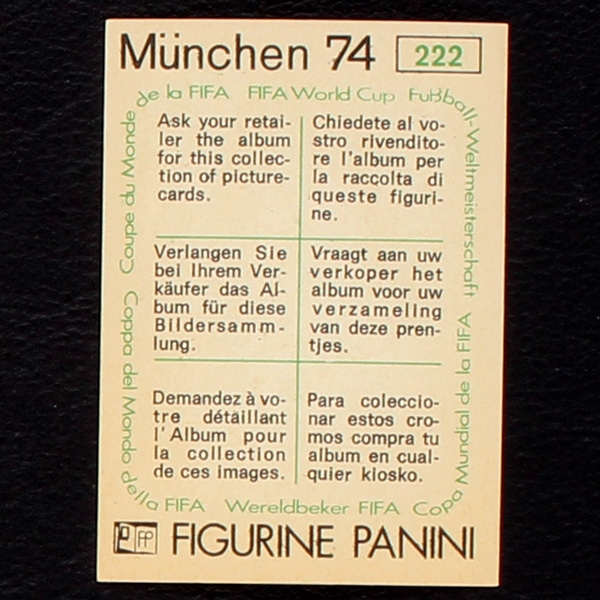 München 74 222
de la FIFA FIFA World Cup Fußball-Weltmeisterschaft
Ask your retai-
ler the album
for this collec-
tion of picture-
cards.
Chiedete al vo-
stro rivendito-
re l'album per
la raccolta di
queste figuri-
ne.
Verlangen Sie
bei Ihrem Ver-
käufer das Al-
bum für diese
Bildersamm-
lung.
Vraagt aan uw
verkoper het
album voor uw
verzameling
van deze pren-
tjes.
Demandez à vo-
tre détaillant
l'Album pour
la collection
de ces images.
Para coleccio-
nar estos cro-
mos compra tu
album en cual-
quier kiosko.
Coupe du Monde
Coppa del Mondo della FIFA Wereldbeker FIFA Copa Mundial de la FIFA
FP FIGURINE PANINI